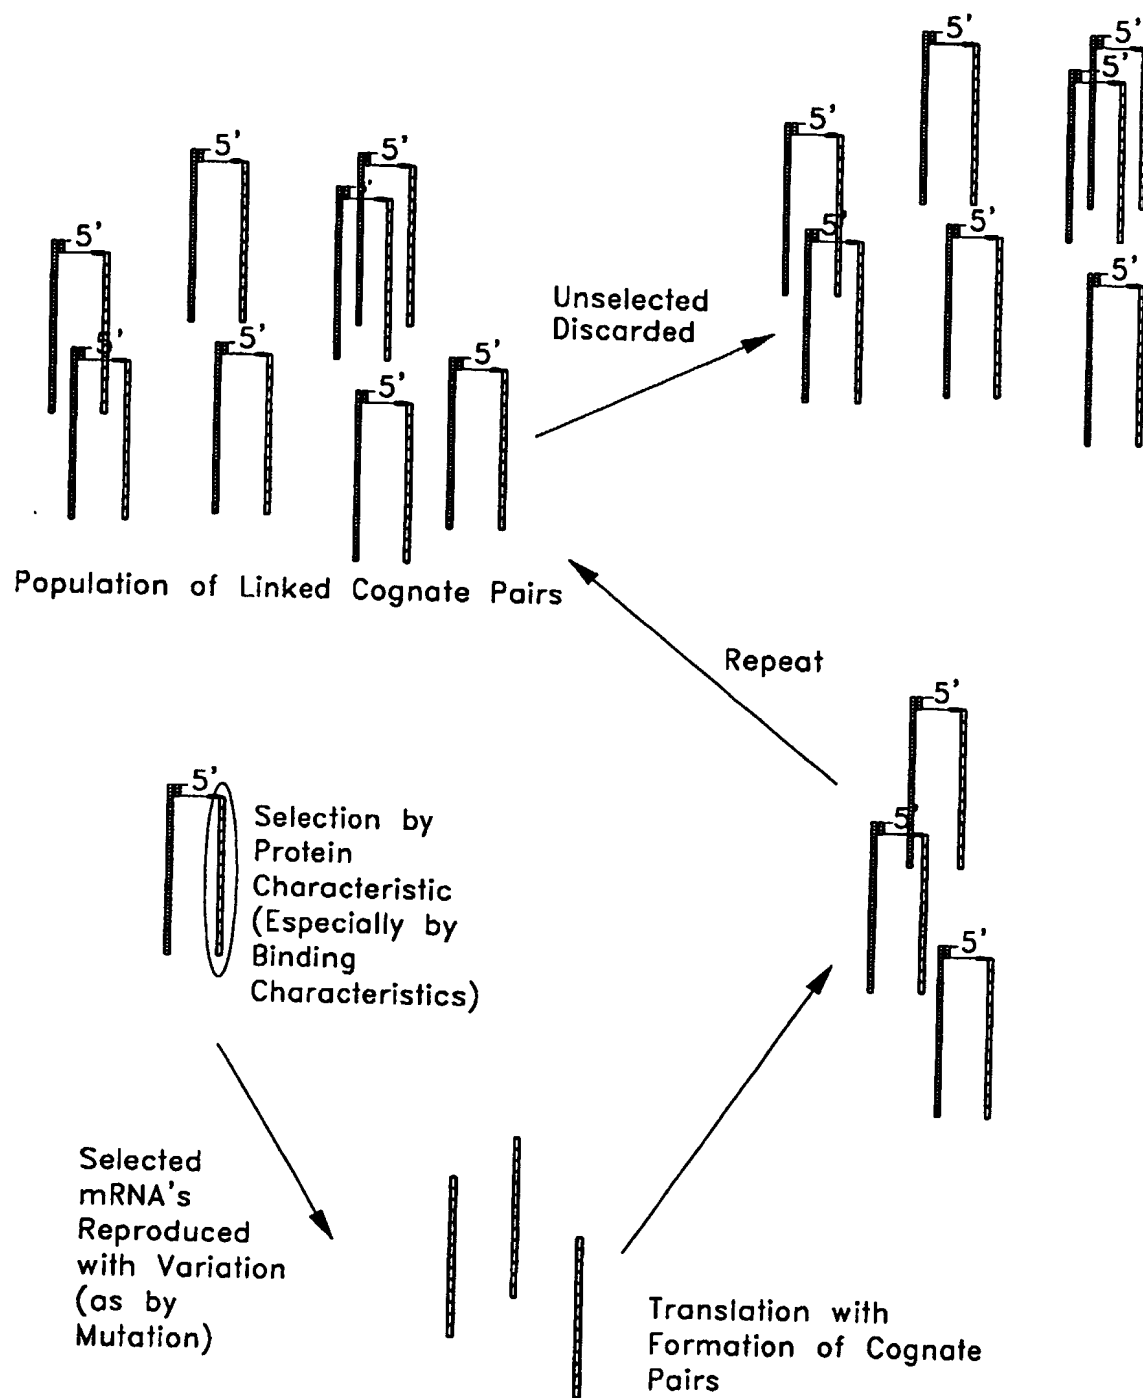 5'
5'
5'
5'
5'
5'
5'
5'
5'
5'
5'
5'
5'
5'
Unselected
Discarded
5'
Population of Linked Cognate Pairs
Repeat
5'
5'
5'
5'
Selection by
Protein
Characteristic
(Especially by
Binding
Characteristics)
Selected
mRNA's
Reproduced
with Variation
(as by
Mutation)
Translation with
Formation of Cognate
Pairs